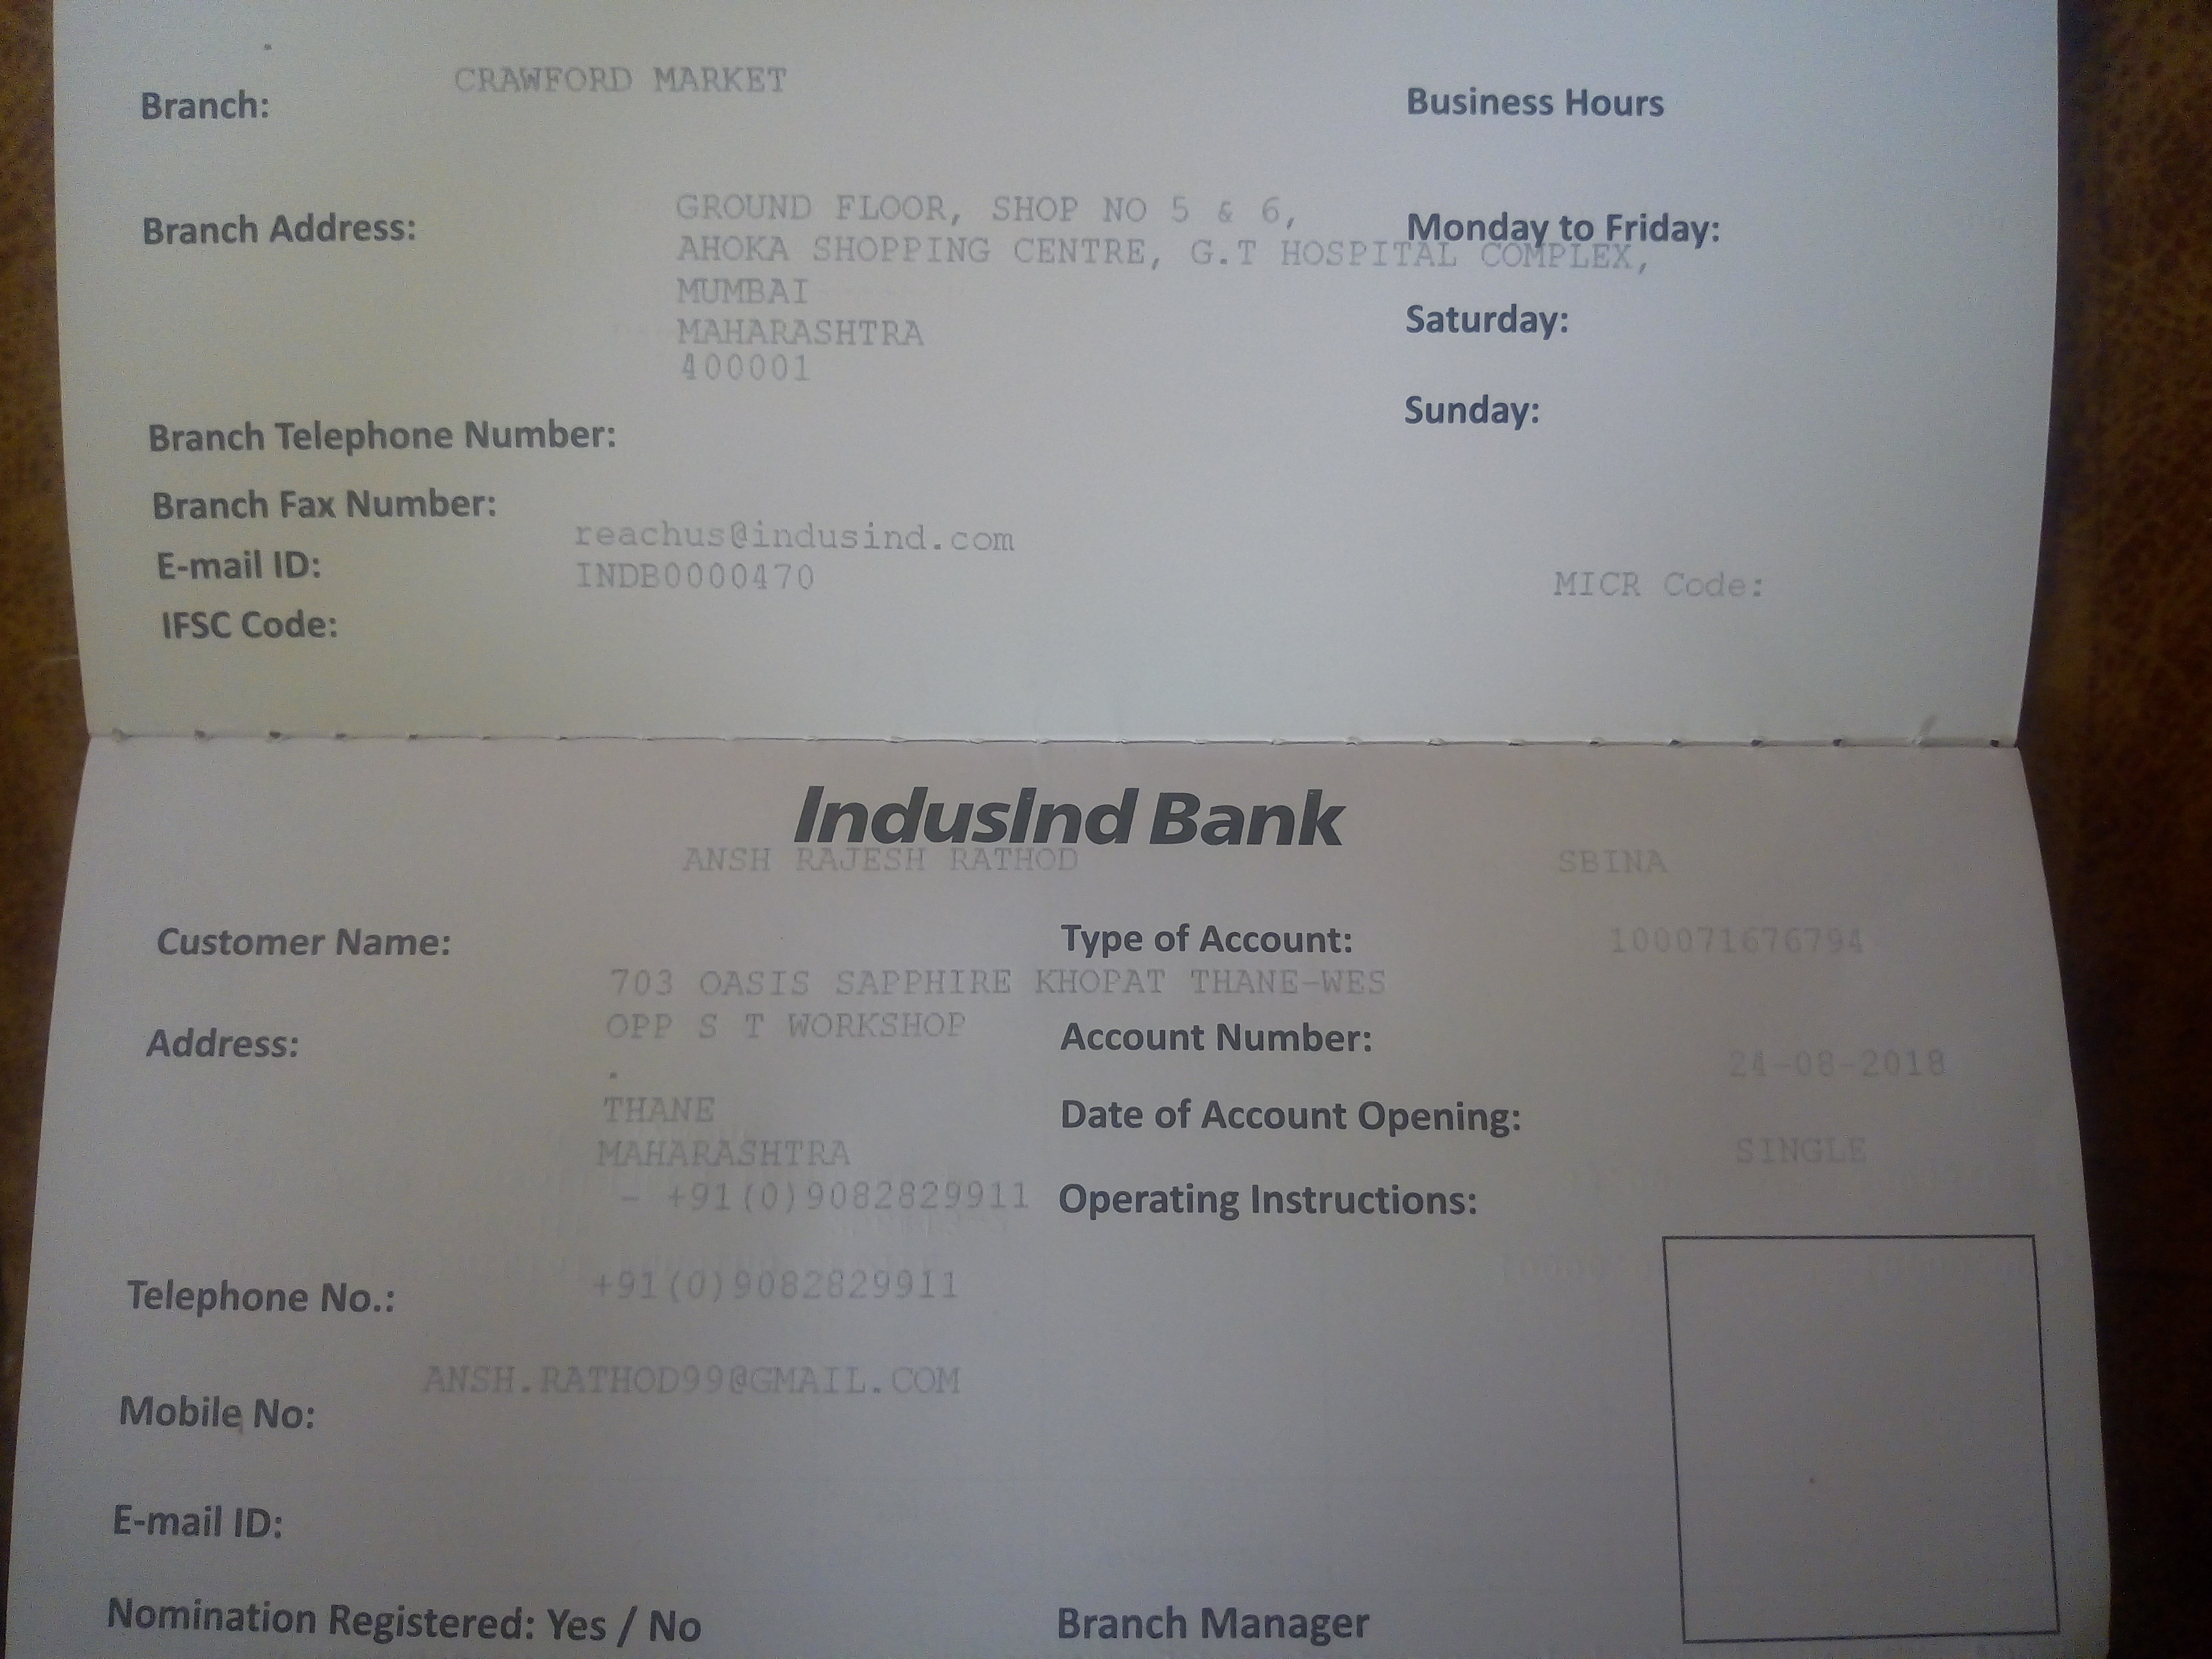 CRAWFORD MARKET
Branch:
Business Hours
GROUND FLOOR, SHOP NO 5 & 6,
Branch Address:
Monday to Friday:
AHOKA SHOPPING CENTRE, G.T HOSPITAL COMPLEX,
MUMBAI
Saturday:
MAHARASHTRA
400001
Sunday:
Branch Telephone Number:
Branch Fax Number:
reachus@indusind.com
E-mail ID:
INDB0000470
MICR Code:
IFSC Code:
IndusInd Bank
ANSH RAJESH RATHOD
SBINA
Customer Name:
Type of Account:
100071676794
703 OASIS SAPPHIRE KHOPAT THANE-WES
OPP S T WORKSHOP
Address:
Account Number:
24-08-2018
.
THANE
Date of Account Opening:
MAHARASHTRA
SINGLE
- +91(0)9082829911
Operating Instructions:
+91(0)9082829911
Telephone No.:
ANSH.RATHOD99@GMAIL.COM
Mobile No:
E-mail ID:
Nomination Registered: Yes / No
Branch Manager